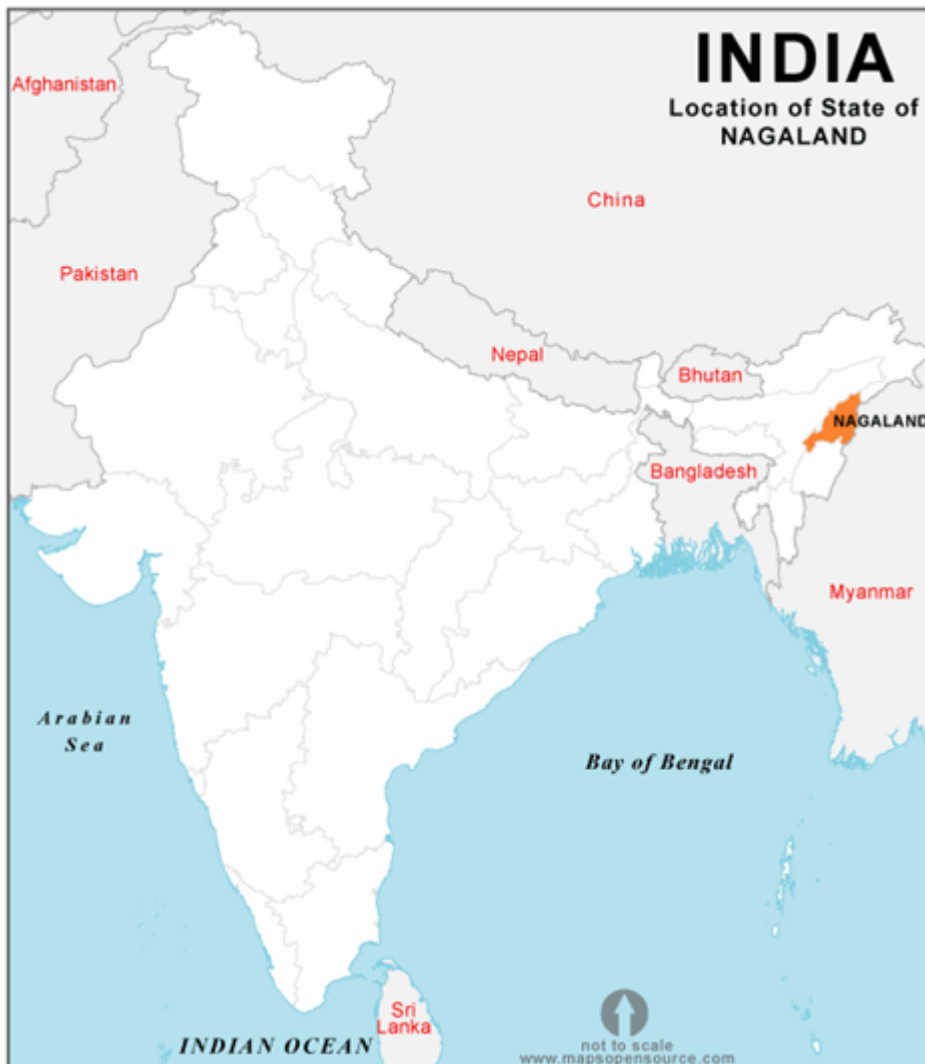 INDIA
Location of State of
NAGALAND
Afghanistan
China
Pakistan
Nepal
Bhutan
NAGALAND
Bangladesh
Myanmar
Arabian
Sea
Bay of Bengal
Sri
Lanka
INDIAN OCEAN
not to scale
www.mapsopensource.com